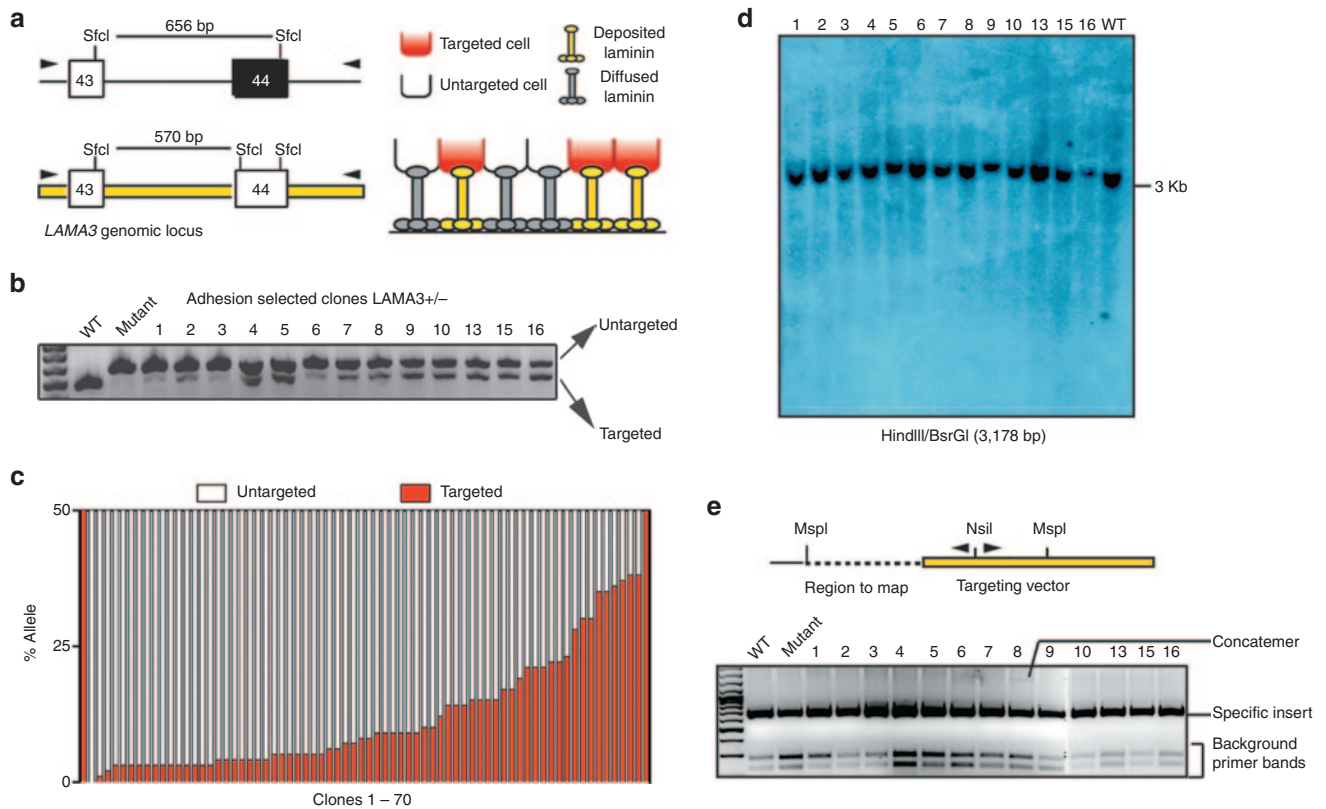 a
656 bp
SfcI SfcI
43 44
570 bp
SfcI SfcI SfcI
43 44
LAMA3 genomic locus
Targeted cell
Untargeted cell
Deposited
laminin
Diffused
laminin
b
Adhesion selected clones LAMA3+/–
WT Mutant 1 2 3 4 5 6 7 8 9 10 13 15 16
Untargeted
Targeted
c
Untargeted Targeted
50
25
0
% Allele
Clones 1 – 70
d
1 2 3 4 5 6 7 8 9 10 13 15 16 WT
3 Kb
HindIII/BsrGI (3,178 bp)
e
MspI NsiI MspI
Region to map Targeting vector
WT Mutant 1 2 3 4 5 6 7 8 9 10 13 15 16
Concatemer
Specific insert
Background
primer bands